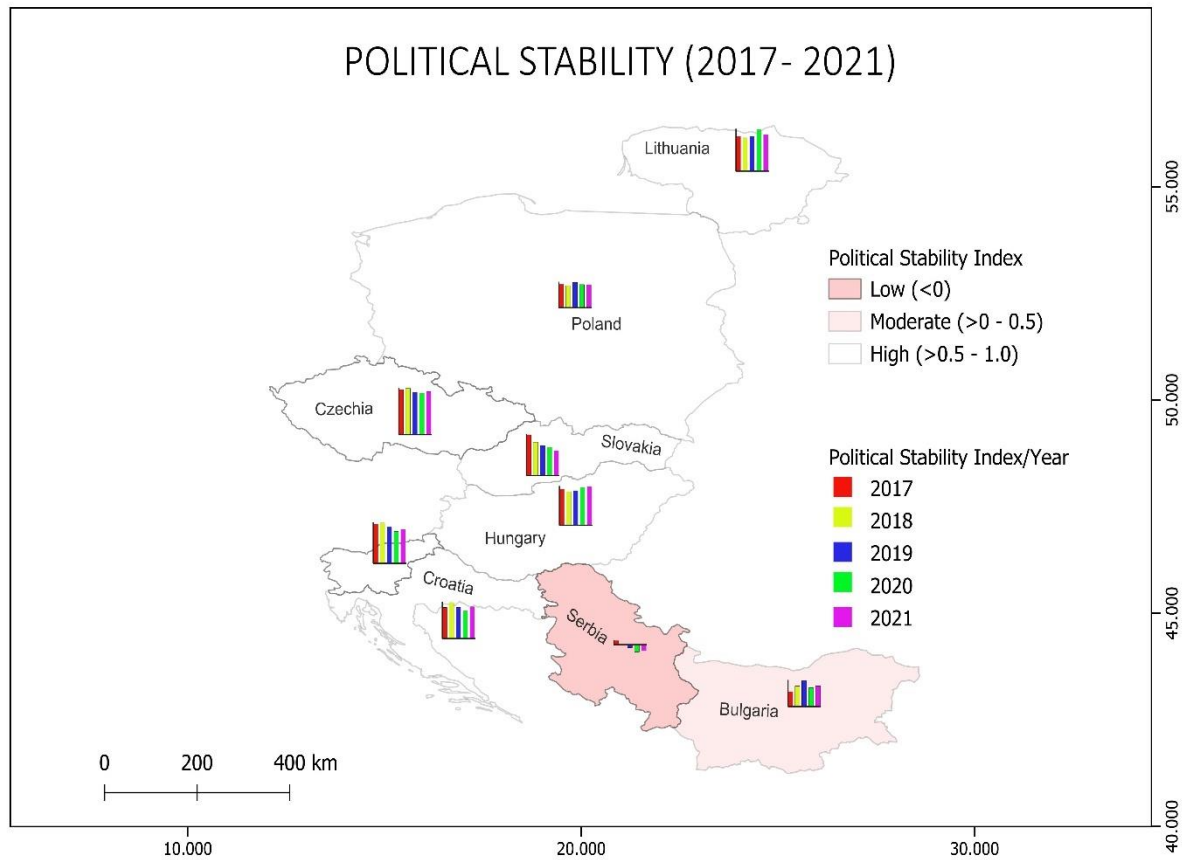 POLITICAL STABILITY (2017- 2021)
Lithuania
55.000
Political Stability Index
Low (<0)
Moderate (>0 - 0.5)
High (>0.5 - 1.0)
Poland
50.000
Czechia
Slovakia
Political Stability Index/Year
2017
2018
2019
2020
2021
Hungary
Croatia
Serbia
45.000
Bulgaria
0 200 400 km
40.000
10.000 20.000 30.000